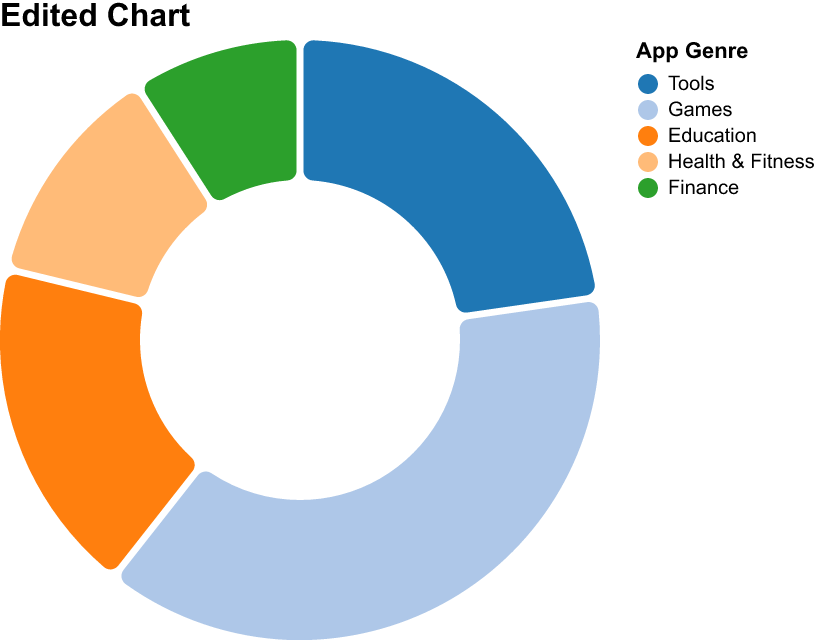 Edited Chart
App Genre
Tools
Games
Education
Health & Fitness
Finance